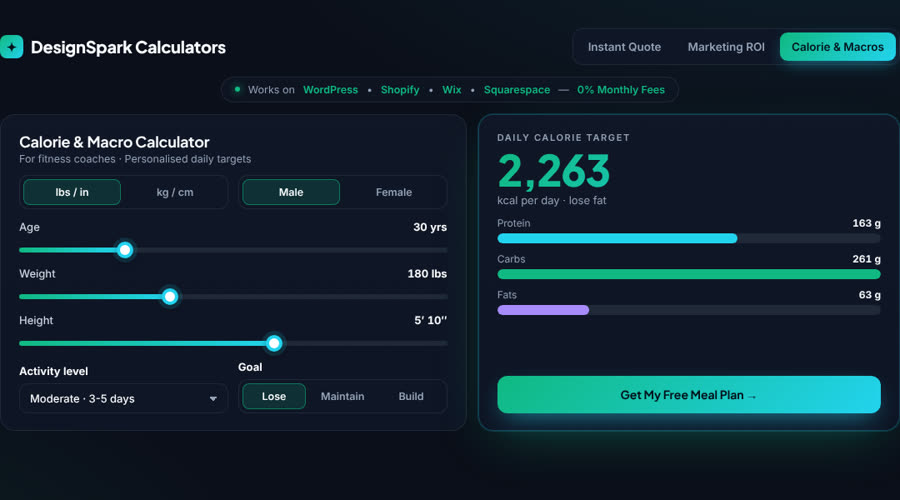 DesignSpark Calculators
Instant Quote Marketing ROI Calorie & Macros
Works on WordPress • Shopify • Wix • Squarespace — 0% Monthly Fees
Calorie & Macro Calculator
For fitness coaches · Personalised daily targets
lbs / in kg / cm Male Female
Age 30 yrs
Weight 180 lbs
Height 5′ 10″
Activity level
Moderate · 3-5 days
Goal
Lose Maintain Build
DAILY CALORIE TARGET
2,263
kcal per day · lose fat
Protein 163 g
Carbs 261 g
Fats 63 g
Get My Free Meal Plan →